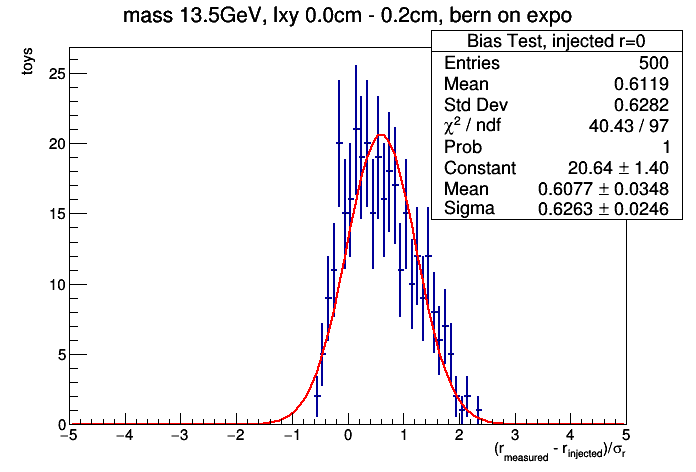 mass 13.5GeV, lxy 0.0cm - 0.2cm, bern on expo
Bias Test, injected r=0
Entries 500
Mean 0.6119
Std Dev 0.6282
χ² / ndf 40.43 / 97
Prob 1
Constant 20.64 ± 1.40
Mean 0.6077 ± 0.0348
Sigma 0.6263 ± 0.0246
toys
25
20
15
10
5
0
−5 −4 −3 −2 −1 0 1 2 3 4 5
(r_measured - r_injected)/σ_r